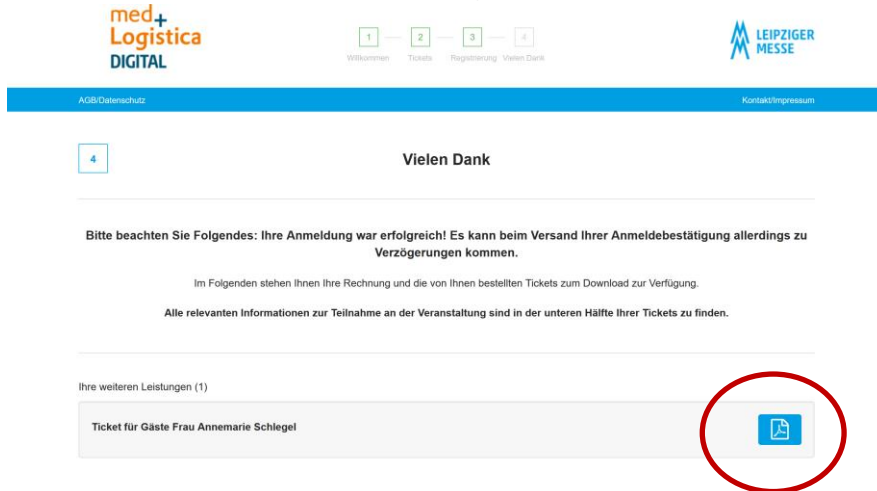 med+
Logistica
DIGITAL
1 2 3 4
Willkommen Tickets Registrierung Vielen Dank
LEIPZIGER
MESSE
AGB/Datenschutz
Kontakt/Impressum
4
Vielen Dank
Bitte beachten Sie Folgendes: Ihre Anmeldung war erfolgreich! Es kann beim Versand Ihrer Anmeldebestätigung allerdings zu
Verzögerungen kommen.
Im Folgenden stehen Ihnen Ihre Rechnung und die von Ihnen bestellten Tickets zum Download zur Verfügung.
Alle relevanten Informationen zur Teilnahme an der Veranstaltung sind in der unteren Hälfte Ihrer Tickets zu finden.
Ihre weiteren Leistungen (1)
Ticket für Gäste Frau Annemarie Schlegel